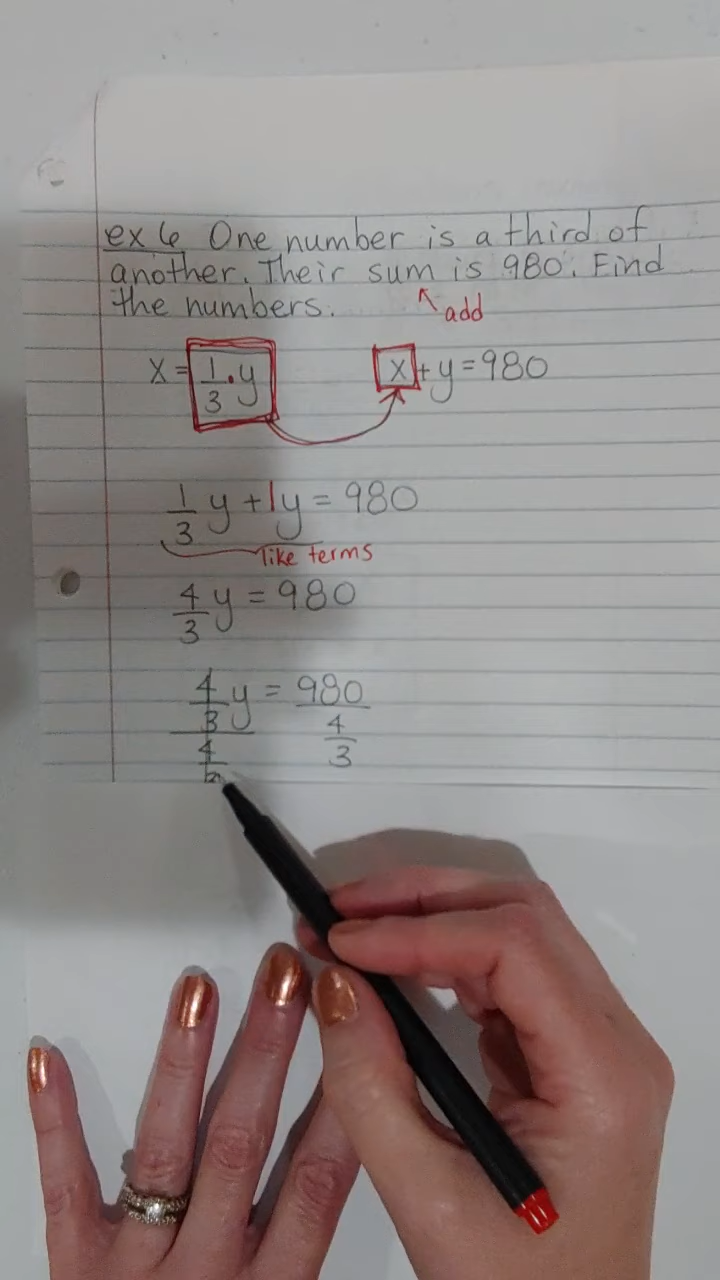 ex 6 One number is a third of
another. Their sum is 980. Find
the numbers.
add
x = 1/3 · y
x + y = 980
1/3 y + 1y = 980
like terms
4/3 y = 980
4/3 y = 980
4/3 4/3